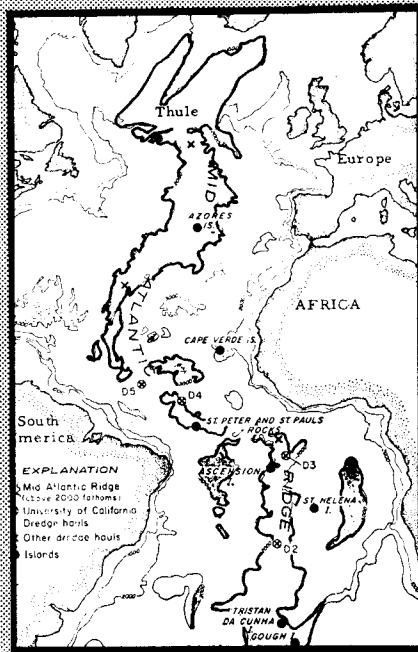 Thule
MID
Europe
AZORES
IS.
ATLANTIC
AFRICA
CAPE VERDE IS.
D5
D4
ST. PETER AND ST. PAULS
ROCKS
South
merica
D3
ASCENSION
I.
RIDGE
ST. HELENA
I.
EXPLANATION
Mid Atlantic Ridge
(above 2000 fathoms)
University of California
Dredge hauls
Other dredge hauls
Islands
D2
TRISTAN
DA CUNHA
I.
GOUGH I.